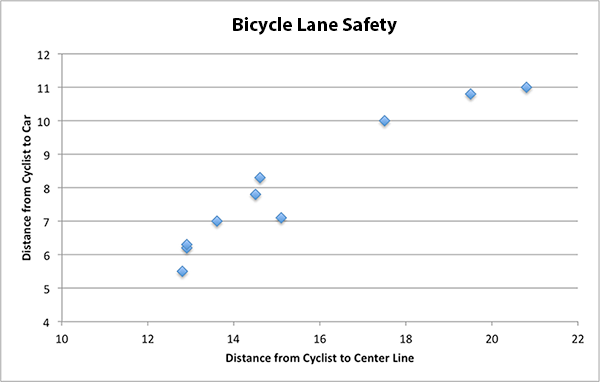 Bicycle Lane Safety
12
11
10
9
8
7
6
5
4
Distance from Cyclist to Car
10 12 14 16 18 20 22
Distance from Cyclist to Center Line